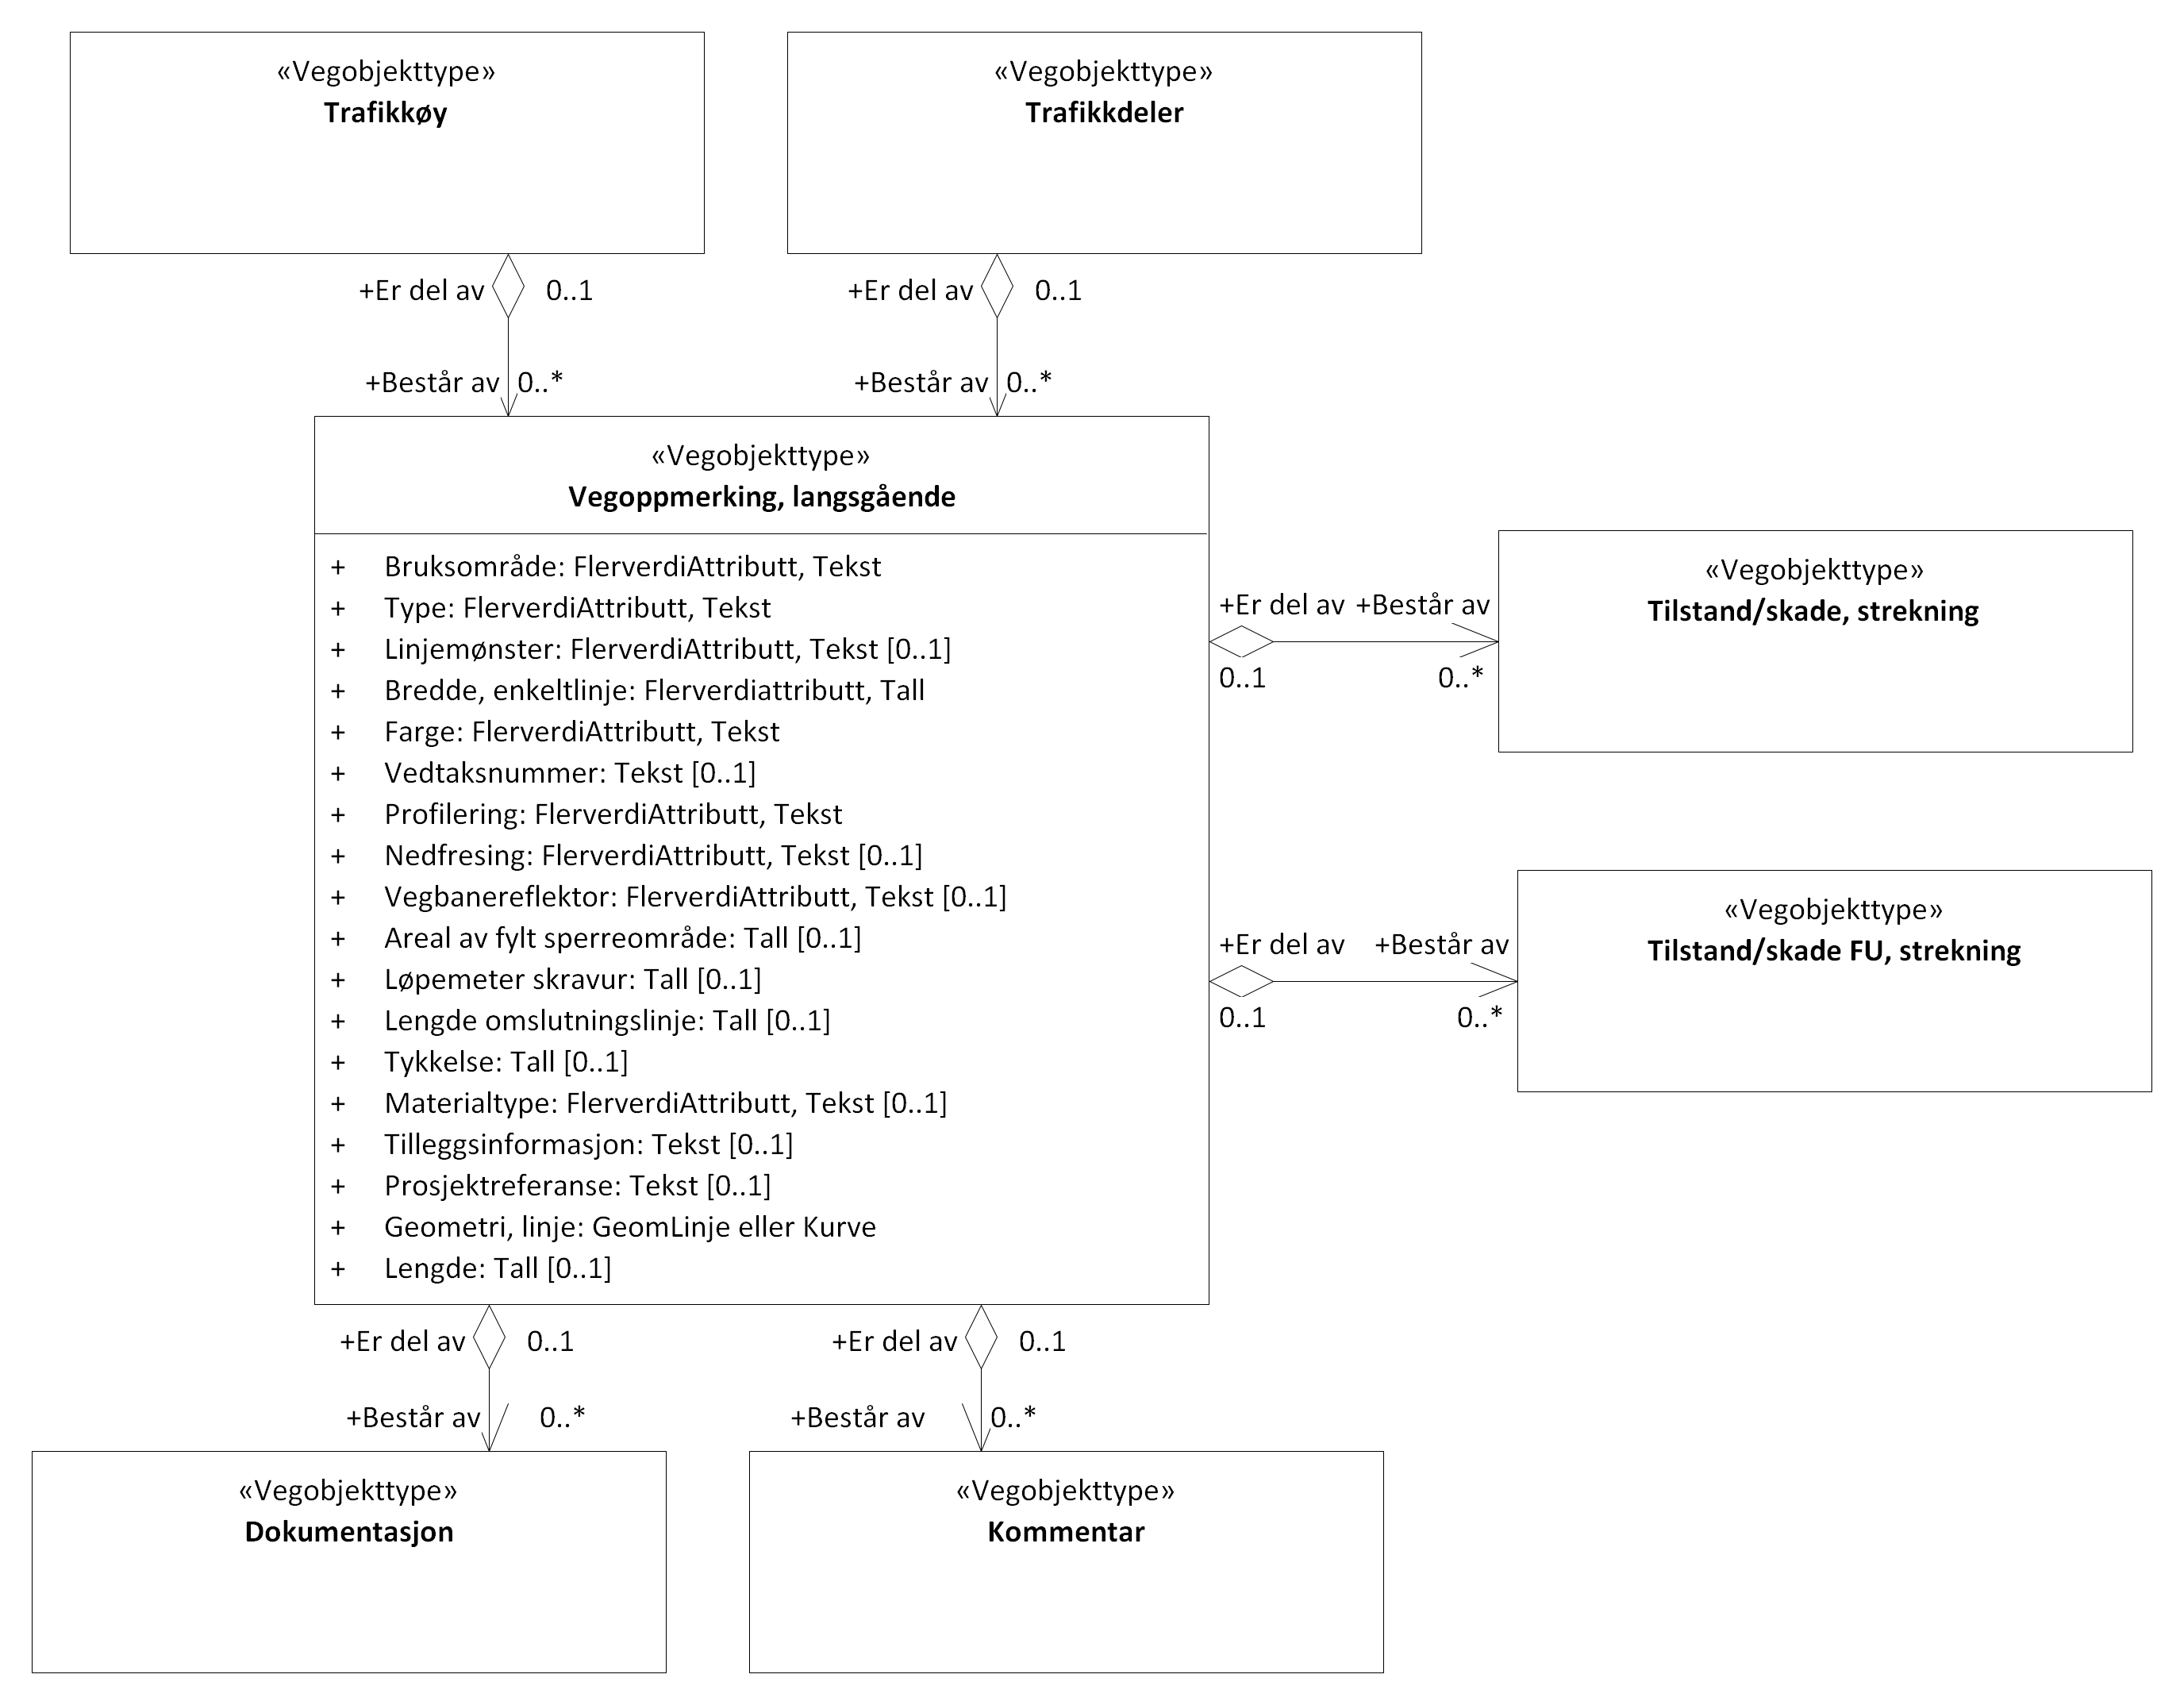 «Vegobjekttype»
Trafikkøy
«Vegobjekttype»
Trafikkdeler
+Er del av
0..1
+Er del av
0..1
+Består av
0..*
+Består av
0..*
«Vegobjekttype»
Vegoppmerking, langsgående
+ Bruksområde: FlerverdiAttributt, Tekst
+ Type: FlerverdiAttributt, Tekst
+ Linjemønster: FlerverdiAttributt, Tekst [0..1]
+ Bredde, enkeltlinje: Flerverdiattributt, Tall
+ Farge: FlerverdiAttributt, Tekst
+ Vedtaksnummer: Tekst [0..1]
+ Profilering: FlerverdiAttributt, Tekst
+ Nedfresing: FlerverdiAttributt, Tekst [0..1]
+ Vegbanereflektor: FlerverdiAttributt, Tekst [0..1]
+ Areal av fylt sperreområde: Tall [0..1]
+ Løpemeter skravur: Tall [0..1]
+ Lengde omslutningslinje: Tall [0..1]
+ Tykkelse: Tall [0..1]
+ Materialtype: FlerverdiAttributt, Tekst [0..1]
+ Tilleggsinformasjon: Tekst [0..1]
+ Prosjektreferanse: Tekst [0..1]
+ Geometri, linje: GeomLinje eller Kurve
+ Lengde: Tall [0..1]
+Er del av
+Består av
0..1
0..*
«Vegobjekttype»
Tilstand/skade, strekning
+Er del av
+Består av
0..1
0..*
«Vegobjekttype»
Tilstand/skade FU, strekning
+Er del av
0..1
+Er del av
0..1
+Består av
0..*
+Består av
0..*
«Vegobjekttype»
Dokumentasjon
«Vegobjekttype»
Kommentar